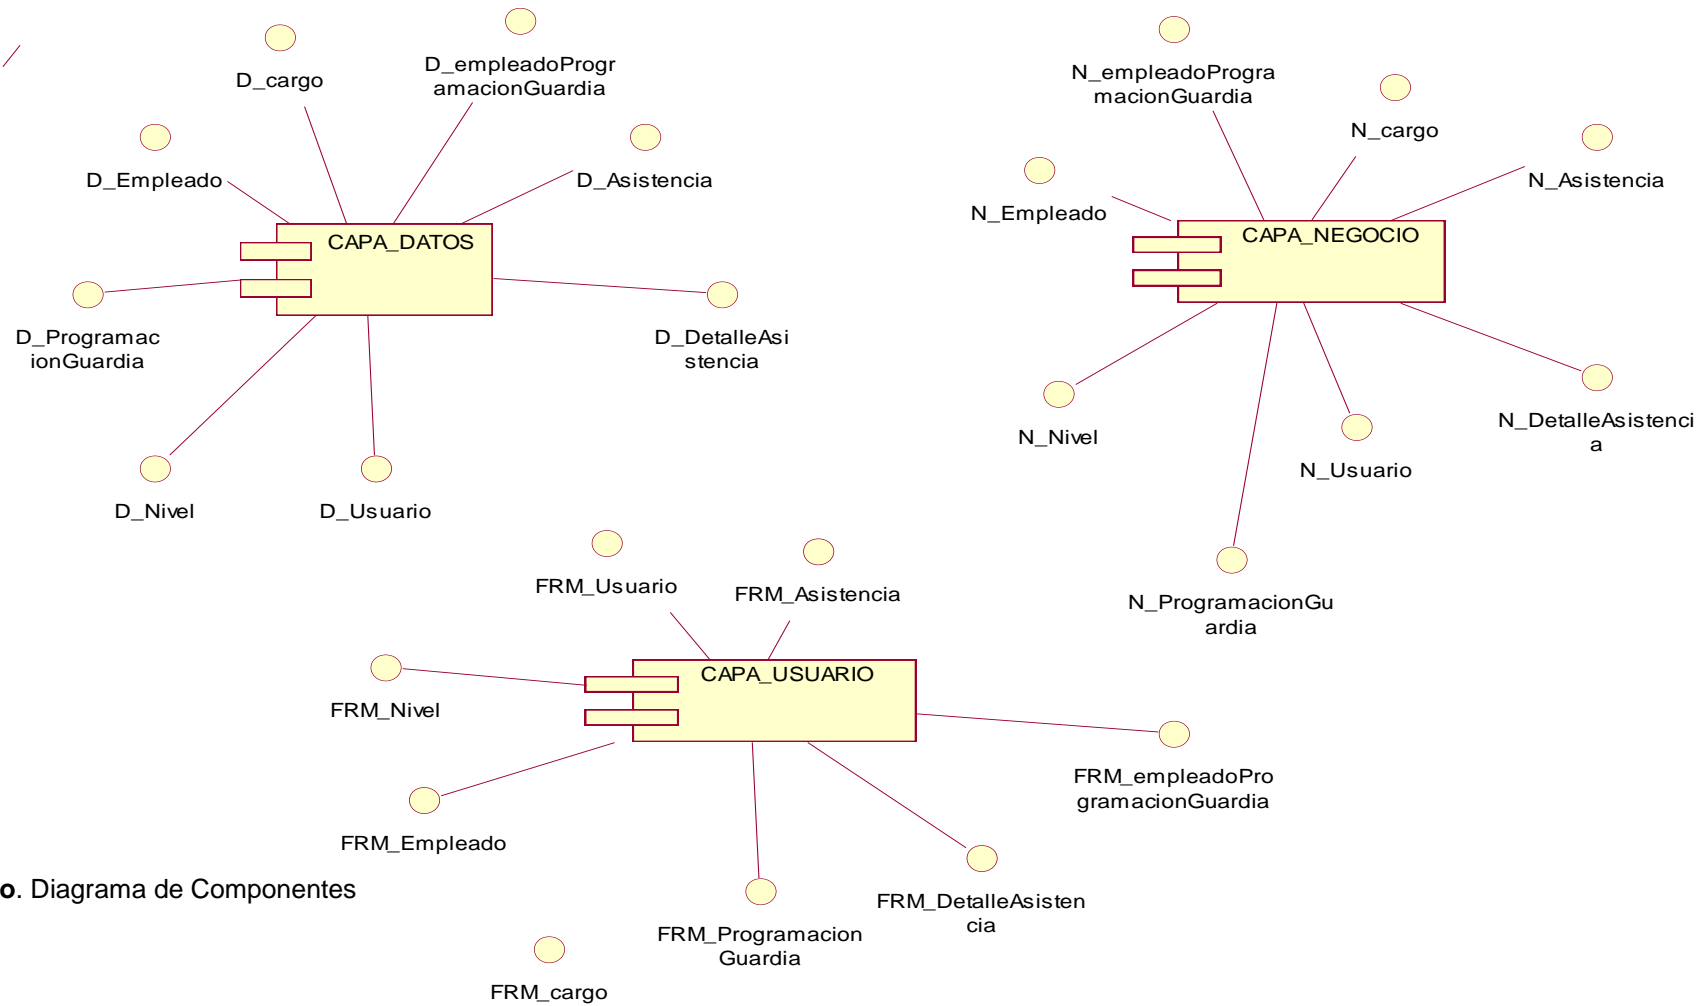 D_cargo
D_empleadoProgr
amacionGuardia
D_Empleado
D_Asistencia
CAPA_DATOS
D_Programac
ionGuardia
D_DetalleAsi
stencia
D_Nivel
D_Usuario
N_empleadoProgra
macionGuardia
N_cargo
N_Asistencia
N_Empleado
CAPA_NEGOCIO
N_Nivel
N_Usuario
N_DetalleAsistenci
a
N_ProgramacionGu
ardia
FRM_Usuario
FRM_Asistencia
CAPA_USUARIO
FRM_Nivel
FRM_empleadoPro
gramacionGuardia
FRM_Empleado
FRM_DetalleAsisten
cia
FRM_Programacion
Guardia
FRM_cargo
o. Diagrama de Componentes